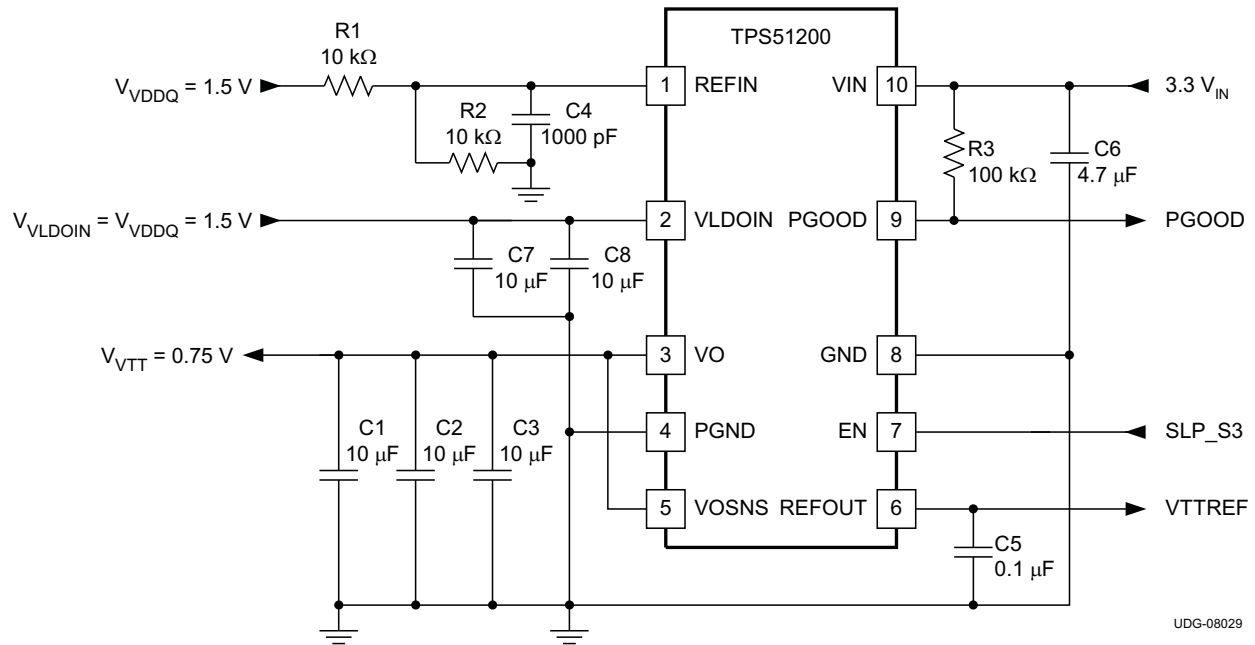 TPS51200
R1
10 kΩ
V_VDDQ = 1.5 V
1 REFIN
VIN 10
3.3 V_IN
R2
10 kΩ
C4
1000 pF
R3
100 kΩ
C6
4.7 μF
V_VLDOIN = V_VDDQ = 1.5 V
2 VLDOIN
PGOOD 9
PGOOD
C7
10 μF
C8
10 μF
V_VTT = 0.75 V
3 VO
GND 8
C1
10 μF
C2
10 μF
C3
10 μF
4 PGND
EN 7
SLP_S3
5 VOSNS
REFOUT 6
VTTREF
C5
0.1 μF
UDG-08029